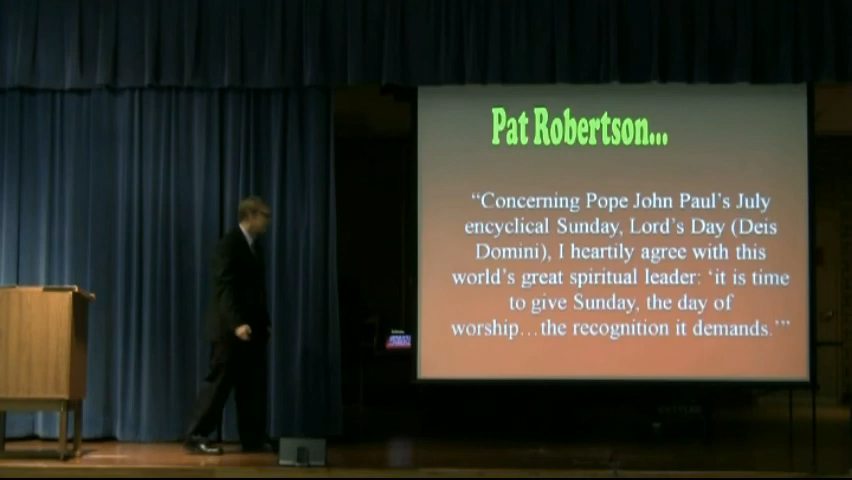 Pat Robertson...
“Concerning Pope John Paul’s July
encyclical Sunday, Lord’s Day (Deis
Domini), I heartily agree with this
world’s great spiritual leader: ‘it is time
to give Sunday, the day of
worship…the recognition it demands.’”